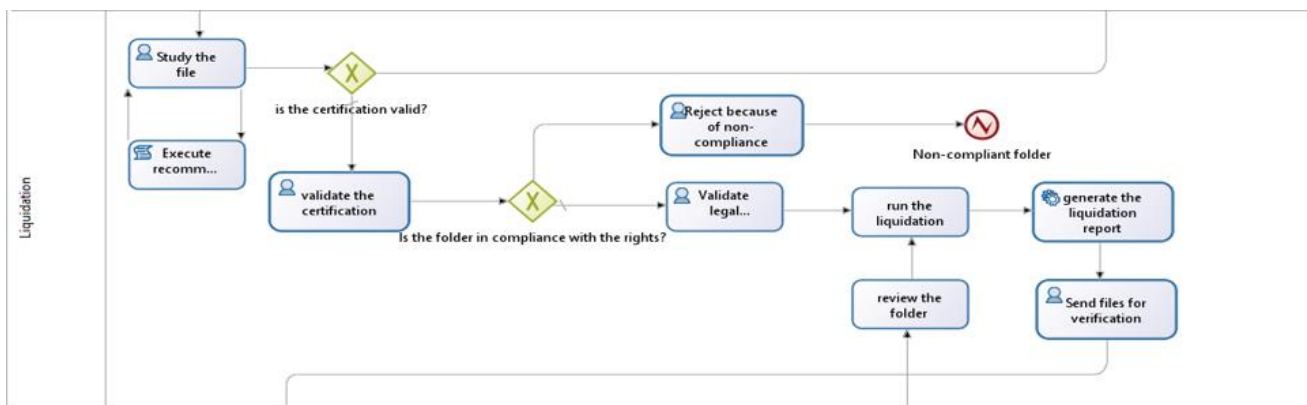 Liquidation
Study the
file
is the certification valid?
Execute
recomm...
validate the
certification
Is the folder in compliance with the rights?
Reject because
of non-
compliance
Non-compliant folder
Validate
legal...
run the
liquidation
generate the
liquidation
report
review the
folder
Send files for
verification